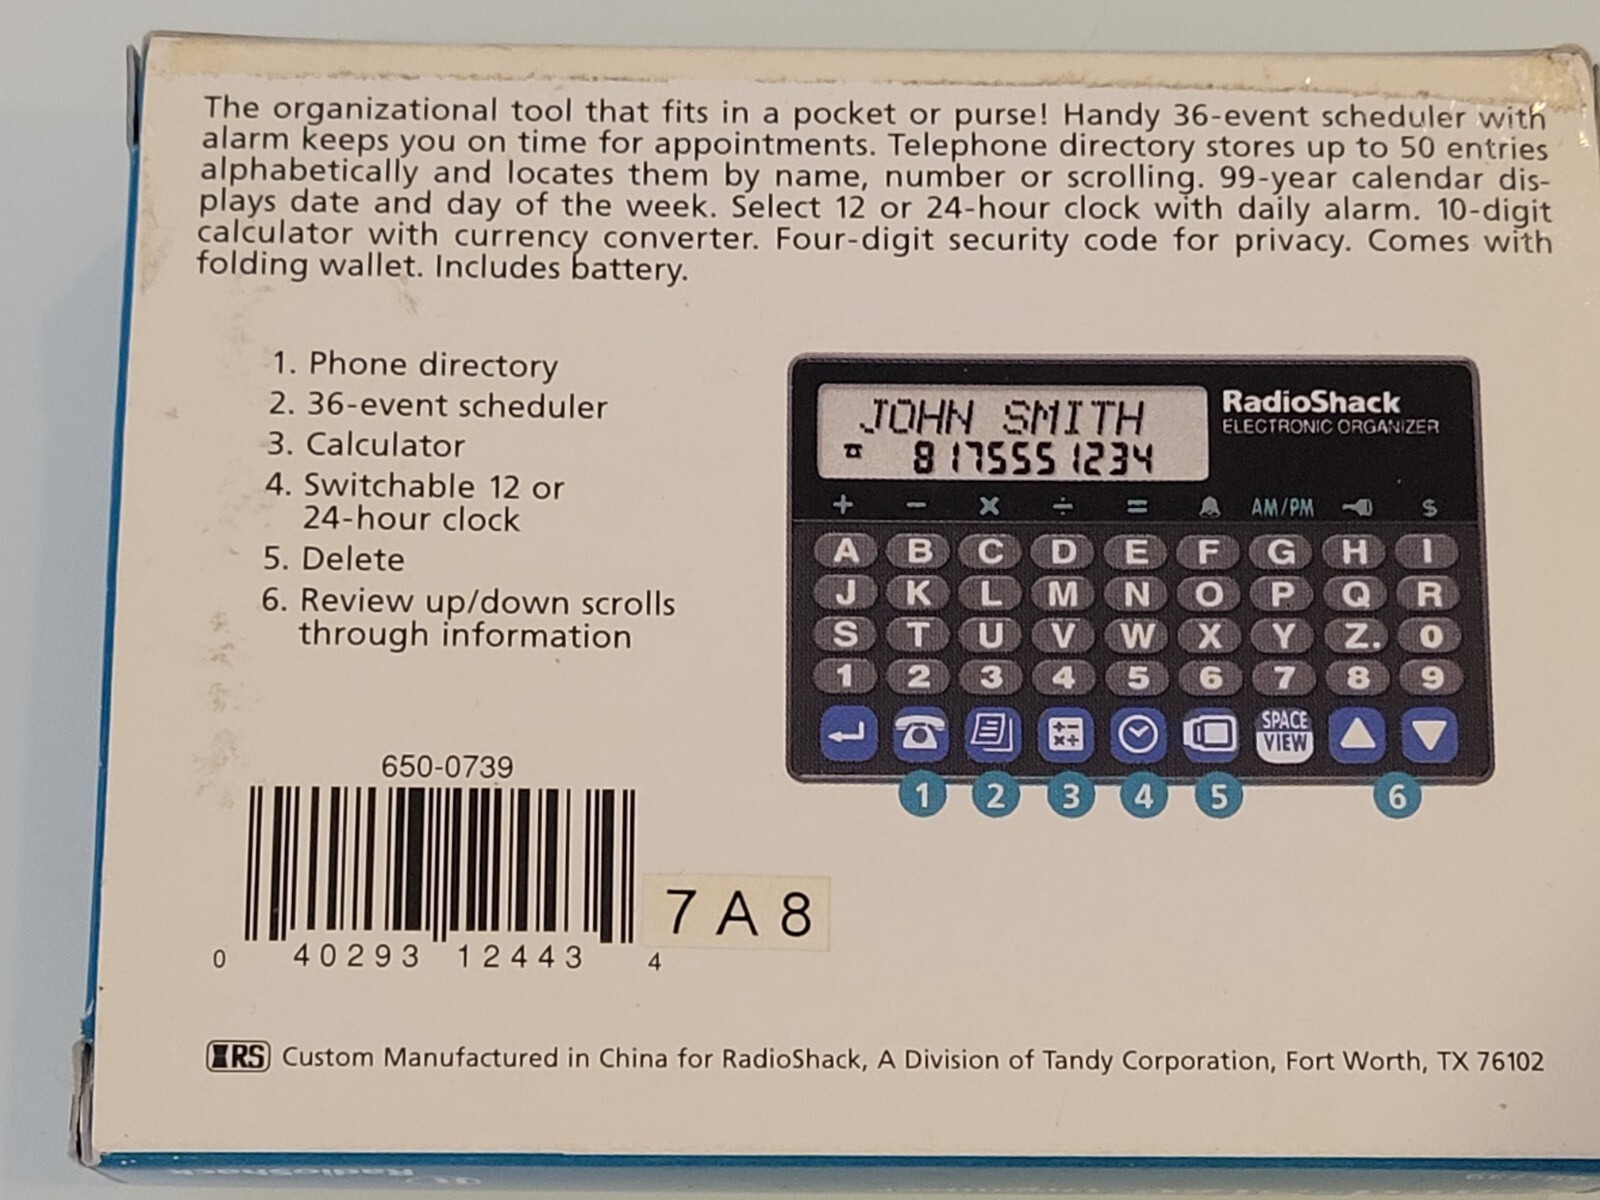 The organizational tool that fits in a pocket or purse! Handy 36-event scheduler with
alarm keeps you on time for appointments. Telephone directory stores up to 50 entries
alphabetically and locates them by name, number or scrolling. 99-year calendar dis-
plays date and day of the week. Select 12 or 24-hour clock with daily alarm. 10-digit
calculator with currency converter. Four-digit security code for privacy. Comes with
folding wallet. Includes battery.
1. Phone directory
2. 36-event scheduler
3. Calculator
4. Switchable 12 or
24-hour clock
5. Delete
6. Review up/down scrolls
through information
JOHN SMITH
8175551234
RadioShack
ELECTRONIC ORGANIZER
+ − × ÷ = AM/PM $
A B C D E F G H I
J K L M N O P Q R
S T U V W X Y Z. 0
1 2 3 4 5 6 7 8 9
SPACE
VIEW
1 2 3 4 5 6
650-0739
0 40293 12443 4
7A8
RS Custom Manufactured in China for RadioShack, A Division of Tandy Corporation, Fort Worth, TX 76102
RadioShack